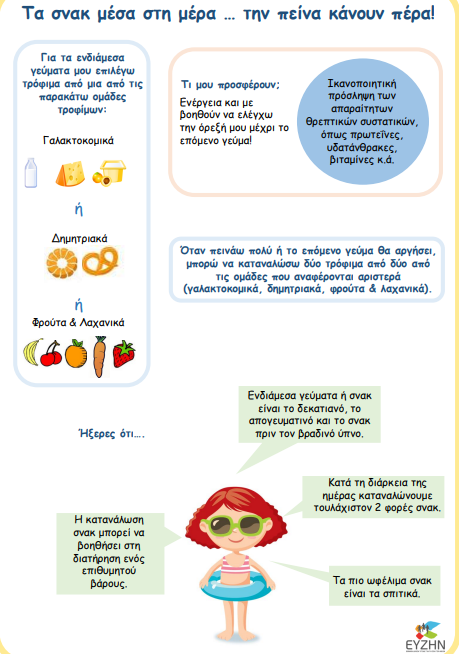 Τα σνακ μέσα στη μέρα ... την πείνα κάνουν πέρα!
Για τα ενδιάμεσα
γεύματα μου επιλέγω
τρόφιμα από μια από τις
παρακάτω ομάδες
τροφίμων:
Γαλακτοκομικά
ή
Δημητριακά
ή
Φρούτα & Λαχανικά
Τι μου προσφέρουν;
Ενέργεια και με
βοηθούν να ελέγχω
την όρεξή μου μέχρι το
επόμενο γεύμα!
Ικανοποιητική
πρόσληψη των
απαραίτητων
θρεπτικών συστατικών,
όπως πρωτεΐνες,
υδατάνθρακες,
βιταμίνες κ.ά.
Όταν πεινάω πολύ ή το επόμενο γεύμα θα αργήσει,
μπορώ να καταναλώσω δύο τρόφιμα από δύο από
τις ομάδες που αναφέρονται αριστερά
(γαλακτοκομικά, δημητριακά, φρούτα & λαχανικά).
Ήξερες ότι....
Ενδιάμεσα γεύματα ή σνακ
είναι το δεκατιανό, το
απογευματινό και το σνακ
πριν τον βραδινό ύπνο.
Κατά τη διάρκεια της
ημέρας καταναλώνουμε
τουλάχιστον 2 φορές σνακ.
Η κατανάλωση
σνακ μπορεί να
βοηθήσει στη
διατήρηση ενός
επιθυμητού
βάρους.
Τα πιο ωφέλιμα σνακ
είναι τα σπιτικά.
ΕΥΖΗΝ